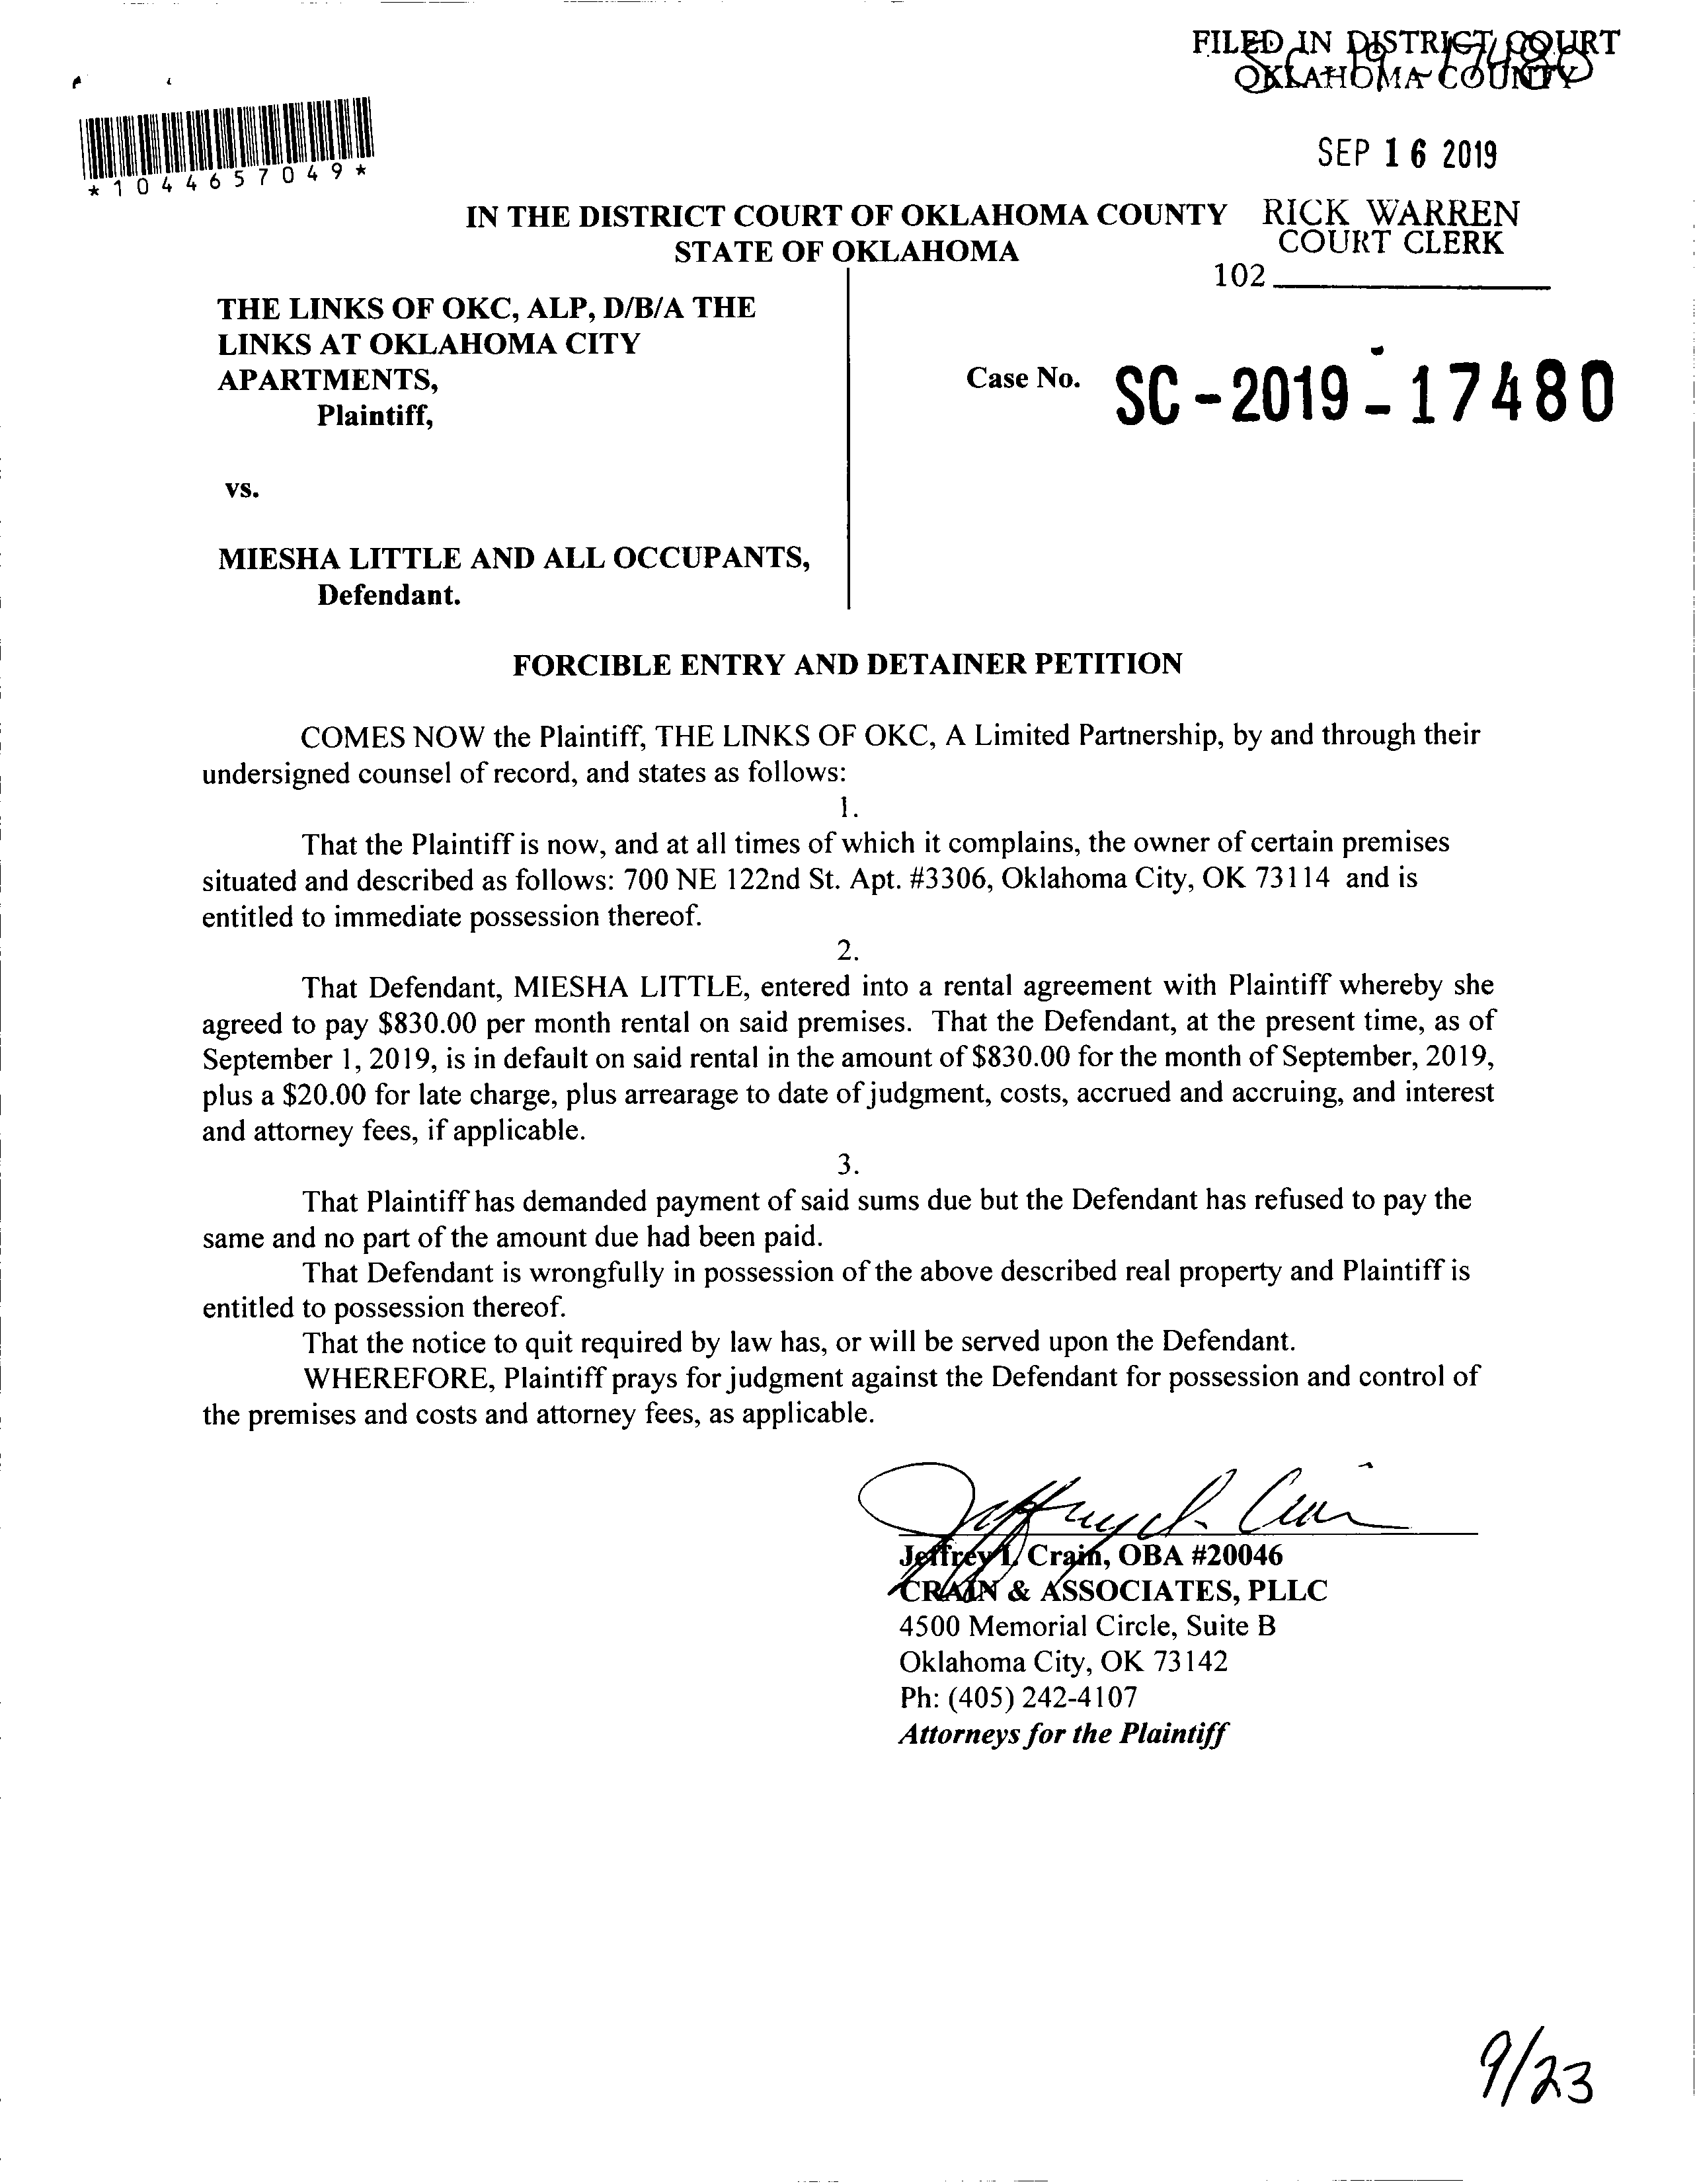 FILED IN DISTRICT COURT
OKLAHOMA COUNTY
SC 19 17480
*1044657049*
SEP 16 2019
RICK WARREN
COURT CLERK
102
IN THE DISTRICT COURT OF OKLAHOMA COUNTY
STATE OF OKLAHOMA
THE LINKS OF OKC, ALP, D/B/A THE
LINKS AT OKLAHOMA CITY
APARTMENTS,
Plaintiff,
Case No. SC-2019-17480
vs.
MIESHA LITTLE AND ALL OCCUPANTS,
Defendant.
FORCIBLE ENTRY AND DETAINER PETITION
COMES NOW the Plaintiff, THE LINKS OF OKC, A Limited Partnership, by and through their
undersigned counsel of record, and states as follows:
1.
That the Plaintiff is now, and at all times of which it complains, the owner of certain premises
situated and described as follows: 700 NE 122nd St. Apt. #3306, Oklahoma City, OK 73114 and is
entitled to immediate possession thereof.
2.
That Defendant, MIESHA LITTLE, entered into a rental agreement with Plaintiff whereby she
agreed to pay $830.00 per month rental on said premises. That the Defendant, at the present time, as of
September 1, 2019, is in default on said rental in the amount of $830.00 for the month of September, 2019,
plus a $20.00 for late charge, plus arrearage to date of judgment, costs, accrued and accruing, and interest
and attorney fees, if applicable.
3.
That Plaintiff has demanded payment of said sums due but the Defendant has refused to pay the
same and no part of the amount due had been paid.
That Defendant is wrongfully in possession of the above described real property and Plaintiff is
entitled to possession thereof.
That the notice to quit required by law has, or will be served upon the Defendant.
WHEREFORE, Plaintiff prays for judgment against the Defendant for possession and control of
the premises and costs and attorney fees, as applicable.
Jeffrey L Crain, OBA #20046
CRAIN & ASSOCIATES, PLLC
4500 Memorial Circle, Suite B
Oklahoma City, OK 73142
Ph: (405) 242-4107
Attorneys for the Plaintiff
9/23